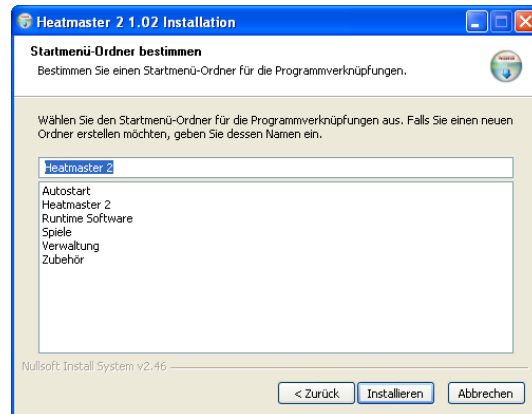 Heatmaster 2 1.02 Installation
Startmenü-Ordner bestimmen
Bestimmen Sie einen Startmenü-Ordner für die Programmverknüpfungen.
Wählen Sie den Startmenü-Ordner für die Programmverknüpfungen aus. Falls Sie einen neuen
Ordner erstellen möchten, geben Sie dessen Namen ein.
Heatmaster 2
Autostart
Heatmaster 2
Runtime Software
Spiele
Verwaltung
Zubehör
Nullsoft Install System v2.46
< Zurück Installieren Abbrechen